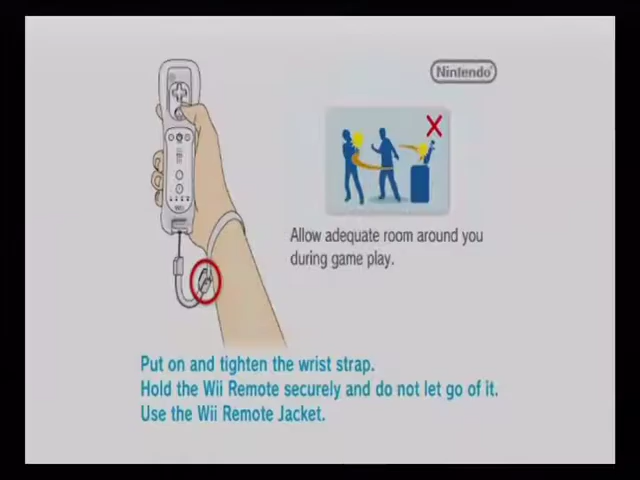 Nintendo
Allow adequate room around you
during game play.
Put on and tighten the wrist strap.
Hold the Wii Remote securely and do not let go of it.
Use the Wii Remote Jacket.